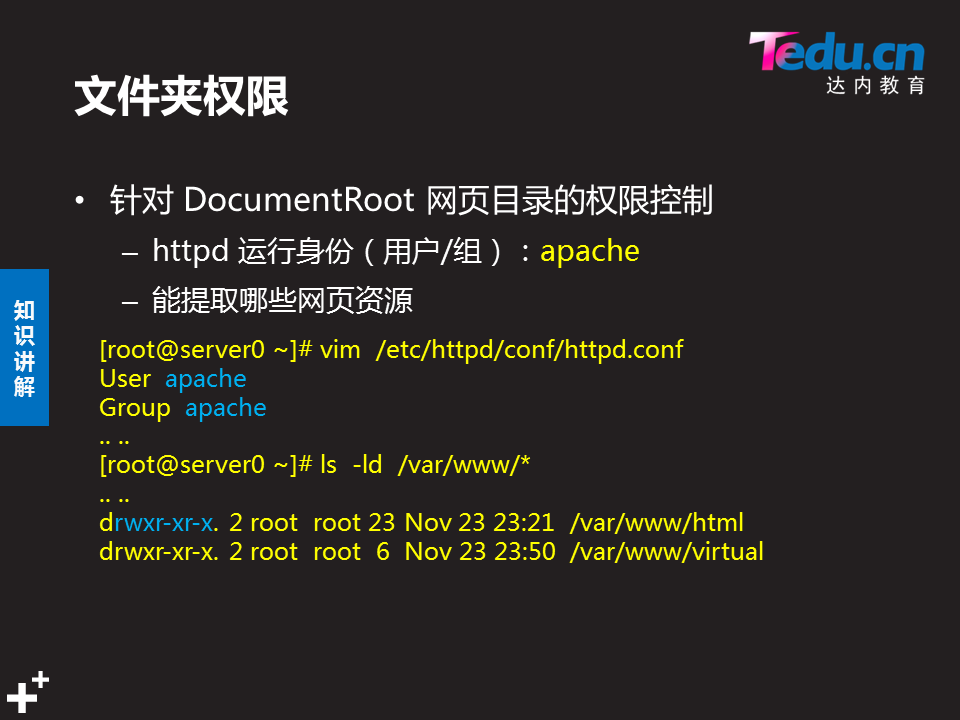 Tedu.cn
达内教育
文件夹权限
• 针对 DocumentRoot 网页目录的权限控制
– httpd 运行身份（用户/组）：apache
– 能提取哪些网页资源
知识讲解
[root@server0 ~]# vim  /etc/httpd/conf/httpd.conf
User  apache
Group  apache
.. ..
[root@server0 ~]# ls  -ld  /var/www/*
.. ..
drwxr-xr-x.  2 root  root 23 Nov 23 23:21  /var/www/html
drwxr-xr-x.  2 root  root  6  Nov 23 23:50  /var/www/virtual